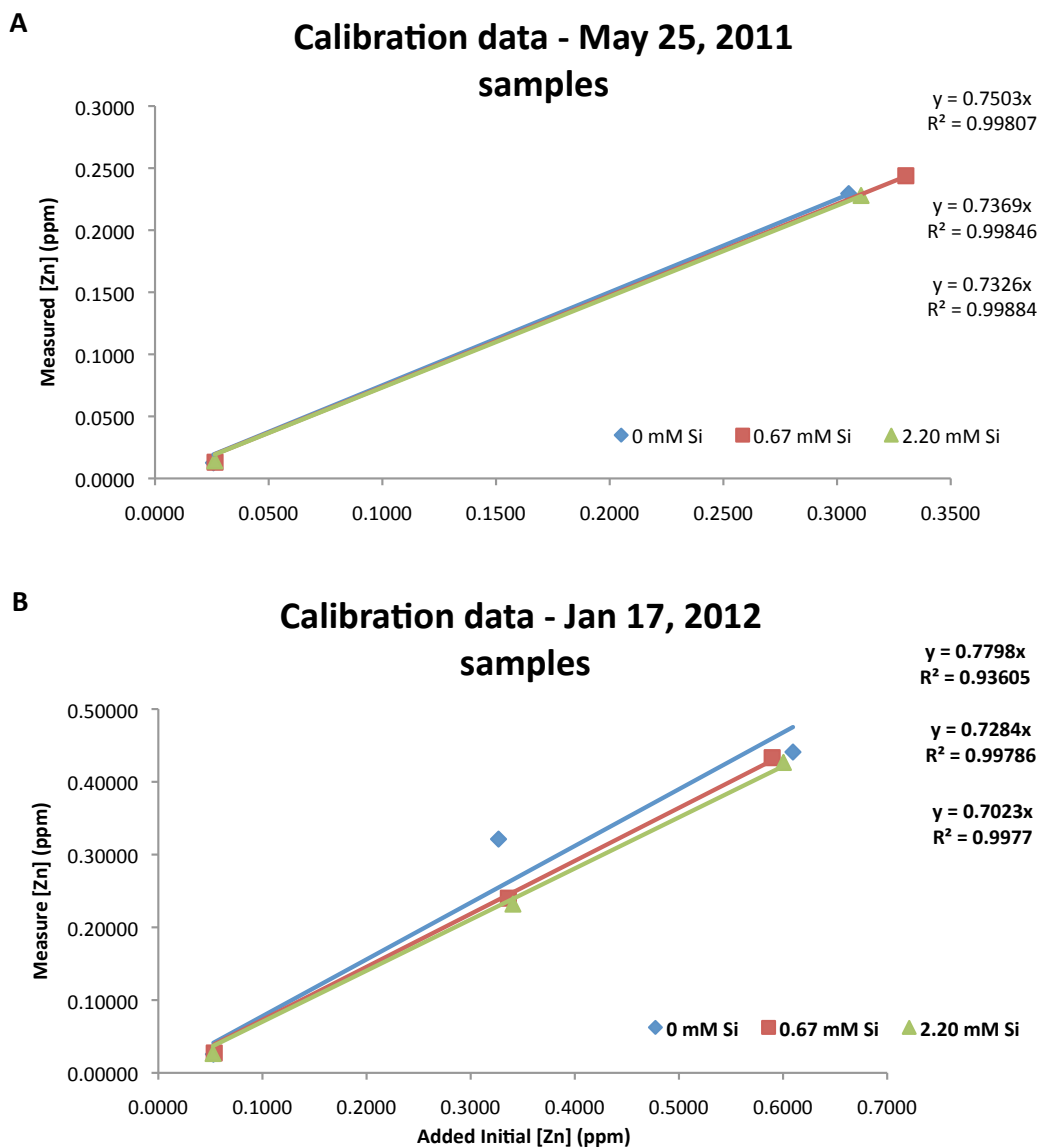 A
Calibration data - May 25, 2011
samples
y = 0.7503x
R² = 0.99807
y = 0.7369x
R² = 0.99846
y = 0.7326x
R² = 0.99884
Measured [Zn] (ppm)
0.3000
0.2500
0.2000
0.1500
0.1000
0.0500
0.0000
0 mM Si 0.67 mM Si 2.20 mM Si
0.0000 0.0500 0.1000 0.1500 0.2000 0.2500 0.3000 0.3500
B
Calibration data - Jan 17, 2012
samples
y = 0.7798x
R² = 0.93605
y = 0.7284x
R² = 0.99786
y = 0.7023x
R² = 0.9977
Measure [Zn] (ppm)
0.50000
0.40000
0.30000
0.20000
0.10000
0.00000
0 mM Si 0.67 mM Si 2.20 mM Si
0.0000 0.1000 0.2000 0.3000 0.4000 0.5000 0.6000 0.7000
Added Initial [Zn] (ppm)